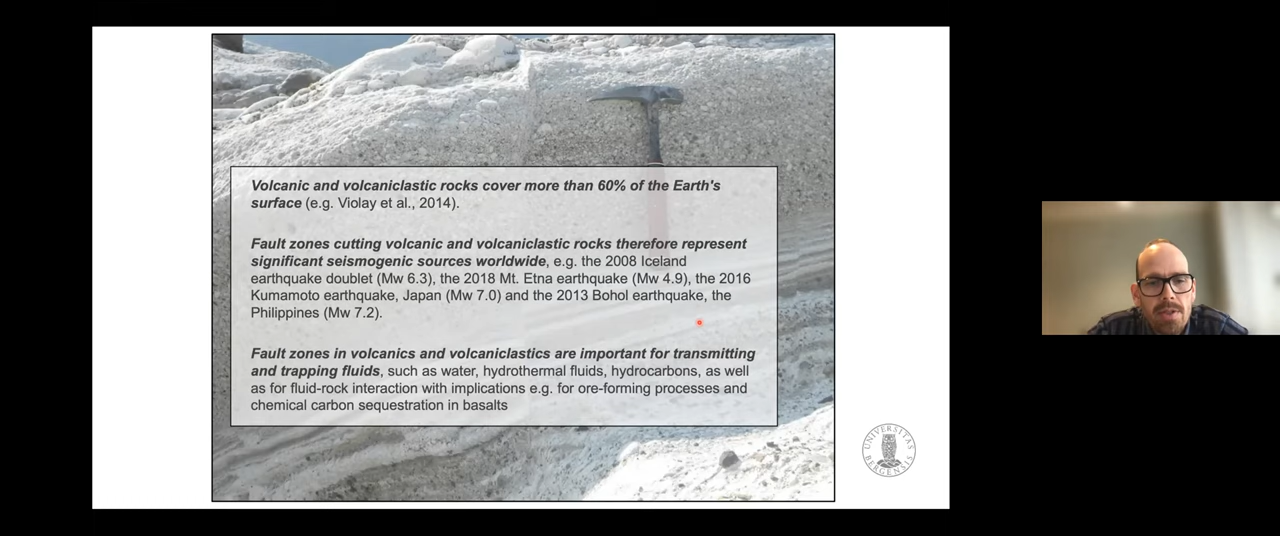 Volcanic and volcaniclastic rocks cover more than 60% of the Earth's
surface (e.g. Violay et al., 2014).
Fault zones cutting volcanic and volcaniclastic rocks therefore represent
significant seismogenic sources worldwide, e.g. the 2008 Iceland
earthquake doublet (Mw 6.3), the 2018 Mt. Etna earthquake (Mw 4.9), the 2016
Kumamoto earthquake, Japan (Mw 7.0) and the 2013 Bohol earthquake, the
Philippines (Mw 7.2).
Fault zones in volcanics and volcaniclastics are important for transmitting
and trapping fluids, such as water, hydrothermal fluids, hydrocarbons, as well
as for fluid-rock interaction with implications e.g. for ore-forming processes and
chemical carbon sequestration in basalts
UNIVERSITAS
BERGENSIS